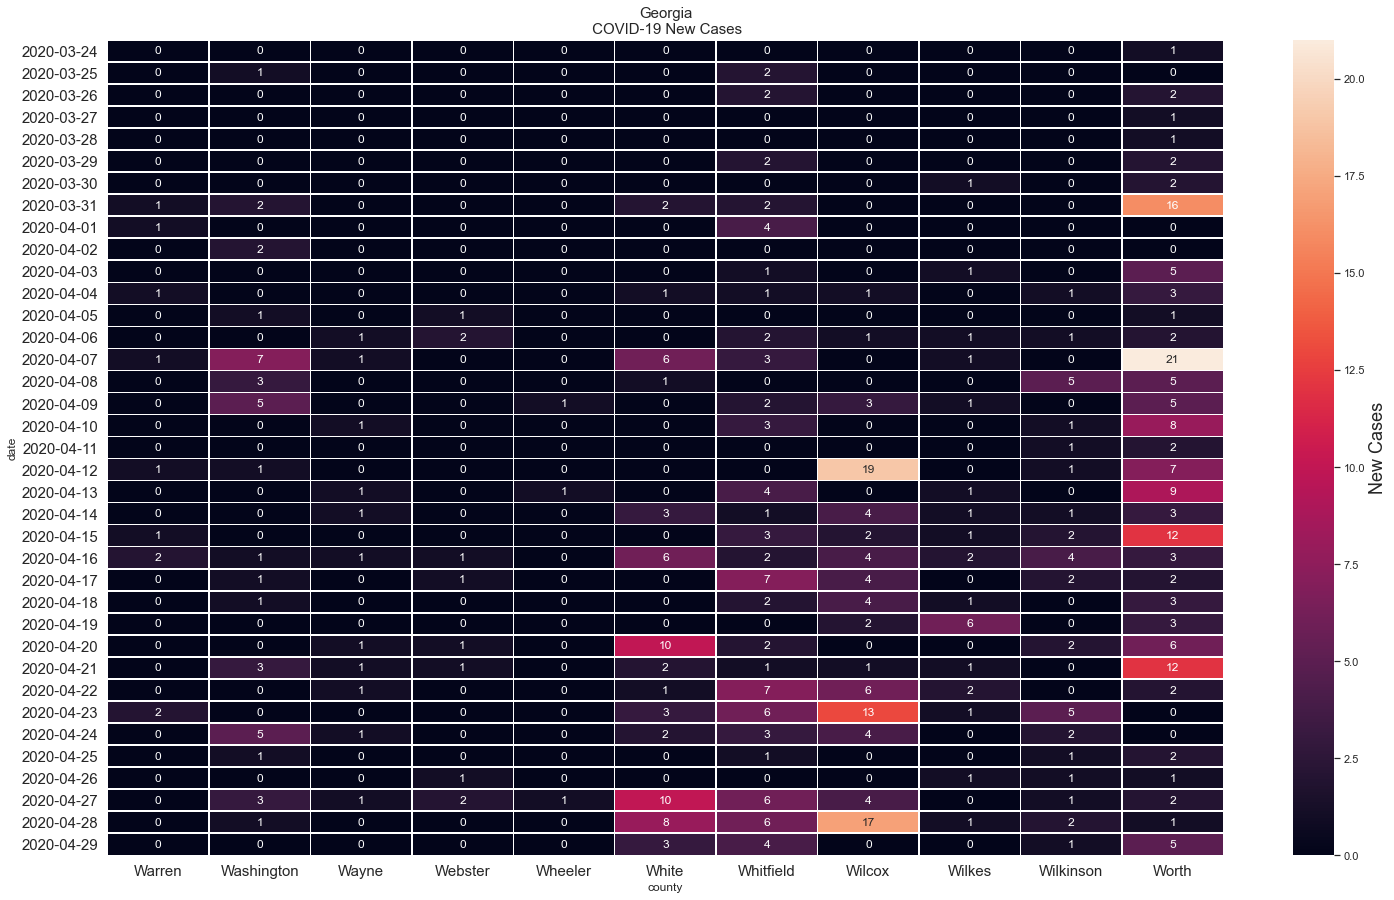 Georgia
COVID-19 New Cases
2020-03-24 0 0 0 0 0 0 0 0 0 0 1
2020-03-25 0 1 0 0 0 0 2 0 0 0 0
2020-03-26 0 0 0 0 0 0 2 0 0 0 2
2020-03-27 0 0 0 0 0 0 0 0 0 0 1
2020-03-28 0 0 0 0 0 0 0 0 0 0 1
2020-03-29 0 0 0 0 0 0 2 0 0 0 2
2020-03-30 0 0 0 0 0 0 0 0 1 0 2
2020-03-31 1 2 0 0 0 2 2 0 0 0 16
2020-04-01 1 0 0 0 0 0 4 0 0 0 0
2020-04-02 0 2 0 0 0 0 0 0 0 0 0
2020-04-03 0 0 0 0 0 0 1 0 1 0 5
2020-04-04 1 0 0 0 0 1 1 1 0 1 3
2020-04-05 0 1 0 1 0 0 0 0 0 0 1
2020-04-06 0 0 1 2 0 0 2 1 1 1 2
2020-04-07 1 7 1 0 0 6 3 0 1 0 21
2020-04-08 0 3 0 0 0 1 0 0 0 5 5
2020-04-09 0 5 0 0 1 0 2 3 1 0 5
2020-04-10 0 0 1 0 0 0 3 0 0 1 8
2020-04-11 0 0 0 0 0 0 0 0 0 1 2
2020-04-12 1 1 0 0 0 0 0 19 0 1 7
2020-04-13 0 0 1 0 1 0 4 0 1 0 9
2020-04-14 0 0 1 0 0 3 1 4 1 1 3
2020-04-15 1 0 0 0 0 0 3 2 1 2 12
2020-04-16 2 1 1 1 0 6 2 4 2 4 3
2020-04-17 0 1 0 1 0 0 7 4 0 2 2
2020-04-18 0 1 0 0 0 0 2 4 1 0 3
2020-04-19 0 0 0 0 0 0 0 2 6 0 3
2020-04-20 0 0 1 1 0 10 2 0 0 2 6
2020-04-21 0 3 1 1 0 2 1 1 1 0 12
2020-04-22 0 0 1 0 0 1 7 6 2 0 2
2020-04-23 2 0 0 0 0 3 6 13 1 5 0
2020-04-24 0 5 1 0 0 2 3 4 0 2 0
2020-04-25 0 1 0 0 0 0 1 0 0 1 2
2020-04-26 0 0 0 1 0 0 0 0 1 1 1
2020-04-27 0 3 1 2 1 10 6 4 0 1 2
2020-04-28 0 1 0 0 0 8 6 17 1 2 1
2020-04-29 0 0 0 0 0 3 4 0 0 1 5
Warren Washington Wayne Webster Wheeler White Whitfield Wilcox Wilkes Wilkinson Worth
county
date
20.0
17.5
15.0
12.5
10.0
7.5
5.0
2.5
0.0
New Cases